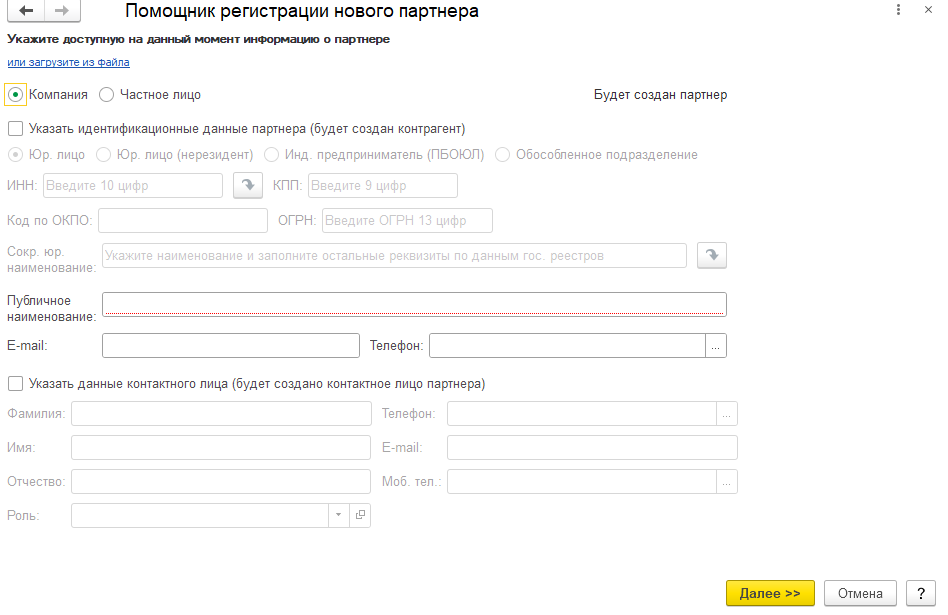 Помощник регистрации нового партнера
Укажите доступную на данный момент информацию о партнере
или загрузите из файла
Компания Частное лицо Будет создан партнер
Указать идентификационные данные партнера (будет создан контрагент)
Юр. лицо Юр. лицо (нерезидент) Инд. предприниматель (ПБОЮЛ) Обособленное подразделение
ИНН: Введите 10 цифр КПП: Введите 9 цифр
Код по ОКПО: ОГРН: Введите ОГРН 13 цифр
Сокр. юр.
наименование: Укажите наименование и заполните остальные реквизиты по данным гос. реестров
Публичное
наименование:
E-mail: Телефон: ...
Указать данные контактного лица (будет создано контактное лицо партнера)
Фамилия: Телефон: ...
Имя: E-mail:
Отчество: Моб. тел.: ...
Роль:
Далее >> Отмена ?